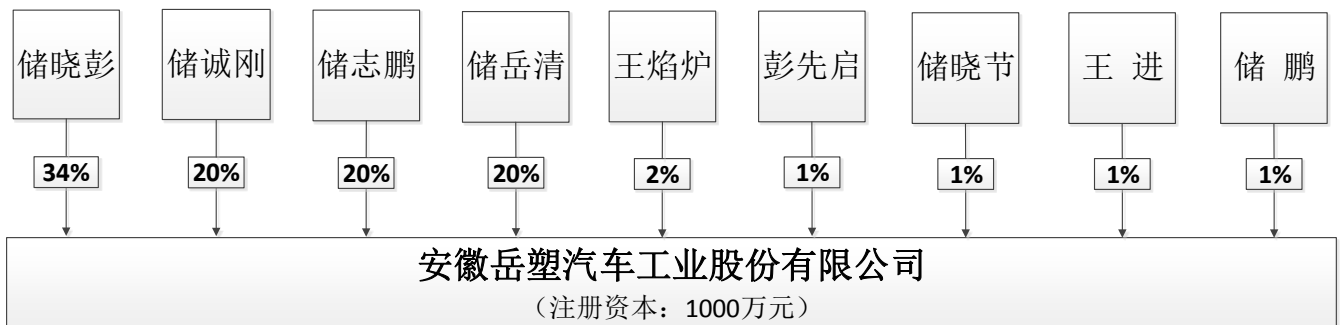 储晓彭 储诚刚 储志鹏 储岳清 王焰炉 彭先启 储晓节 王 进 储 鹏
34% 20% 20% 20% 2% 1% 1% 1% 1%
安徽岳塑汽车工业股份有限公司
（注册资本：1000万元）